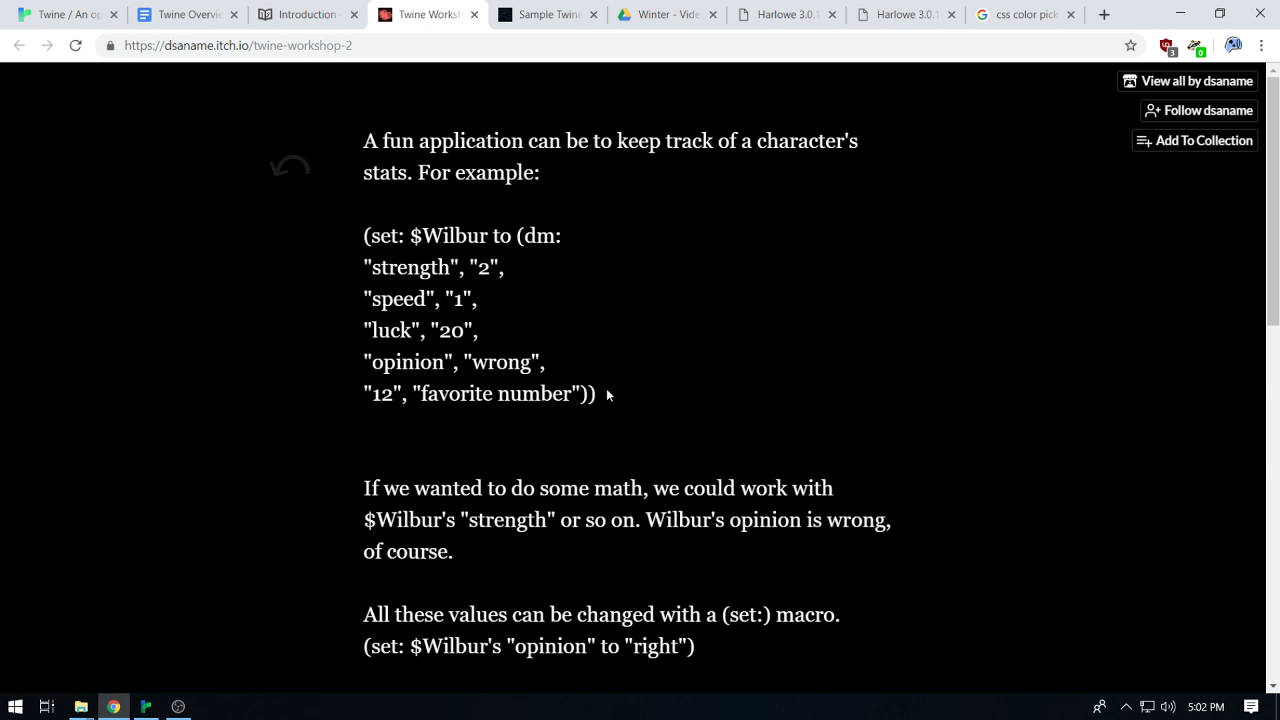 Twine / An op
Twine Overvi
Introduction
Twine Works
Sample Twine
Winter - Vide
Harlowe 3.0.1
Harlowe 3.0.1
css color pick
https://dsaname.itch.io/twine-workshop-2
3
0
View all by dsaname
Follow dsaname
Add To Collection
A fun application can be to keep track of a character's
stats. For example:
(set: $Wilbur to (dm:
"strength", "2",
"speed", "1",
"luck", "20",
"opinion", "wrong",
"12", "favorite number"))
If we wanted to do some math, we could work with
$Wilbur's "strength" or so on. Wilbur's opinion is wrong,
of course.
All these values can be changed with a (set:) macro.
(set: $Wilbur's "opinion" to "right")
5:02 PM